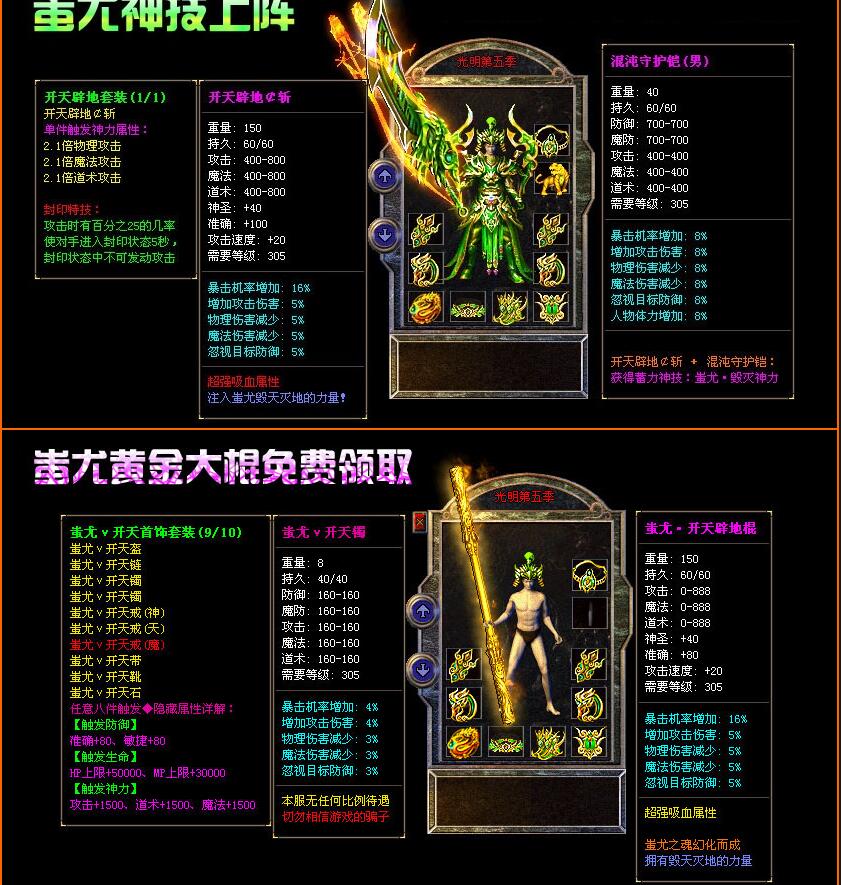 蚩尤神技上阵
光明第五季
开天辟地套装(1/1)
开天辟地￠斩
单件触发神力属性：
2.1倍物理攻击
2.1倍魔法攻击
2.1倍道术攻击
封印特技：
攻击时有百分之25的几率
使对手进入封印状态5秒，
封印状态中不可发动攻击
开天辟地￠斩
重量: 150
持久: 60/60
攻击: 400-800
魔法: 400-800
道术: 400-800
神圣: +40
准确: +100
攻击速度: +20
需要等级: 305
暴击机率增加: 16%
增加攻击伤害: 5%
物理伤害减少: 5%
魔法伤害减少: 5%
忽视目标防御: 5%
超强吸血属性
注入蚩尤毁天灭地的力量!
混沌守护铠(男)
重量: 40
持久: 60/60
防御: 700-700
魔防: 700-700
攻击: 400-400
魔法: 400-400
道术: 400-400
需要等级: 305
暴击机率增加: 8%
增加攻击伤害: 8%
物理伤害减少: 8%
魔法伤害减少: 8%
忽视目标防御: 8%
人物体力增加: 8%
开天辟地￠斩 + 混沌守护铠：
获得蓄力神技：蚩尤·毁灭神力
蚩尤黄金大棍免费领取
光明第五季
蚩尤∨开天首饰套装(9/10)
蚩尤∨开天盔
蚩尤∨开天链
蚩尤∨开天镯
蚩尤∨开天镯
蚩尤∨开天戒(神)
蚩尤∨开天戒(天)
蚩尤∨开天戒(魔)
蚩尤∨开天带
蚩尤∨开天靴
蚩尤∨开天石
任意八件触发◆隐藏属性详解：
【触发防御】
准确+80、敏捷+80
【触发生命】
HP上限+50000、MP上限+30000
【触发神力】
攻击+1500、道术+1500、魔法+1500
蚩尤∨开天镯
重量: 8
持久: 40/40
防御: 160-160
魔防: 160-160
攻击: 160-160
魔法: 160-160
道术: 160-160
需要等级: 305
暴击机率增加: 4%
增加攻击伤害: 4%
物理伤害减少: 3%
魔法伤害减少: 3%
忽视目标防御: 3%
本服无任何比例待遇
切勿相信游戏的骗子
蚩尤·开天辟地棍
重量: 150
持久: 60/60
攻击: 0-888
魔法: 0-888
道术: 0-888
神圣: +40
准确: +80
攻击速度: +20
需要等级: 305
暴击机率增加: 16%
增加攻击伤害: 5%
物理伤害减少: 5%
魔法伤害减少: 5%
忽视目标防御: 5%
超强吸血属性
蚩尤之魂幻化而成
拥有毁天灭地的力量